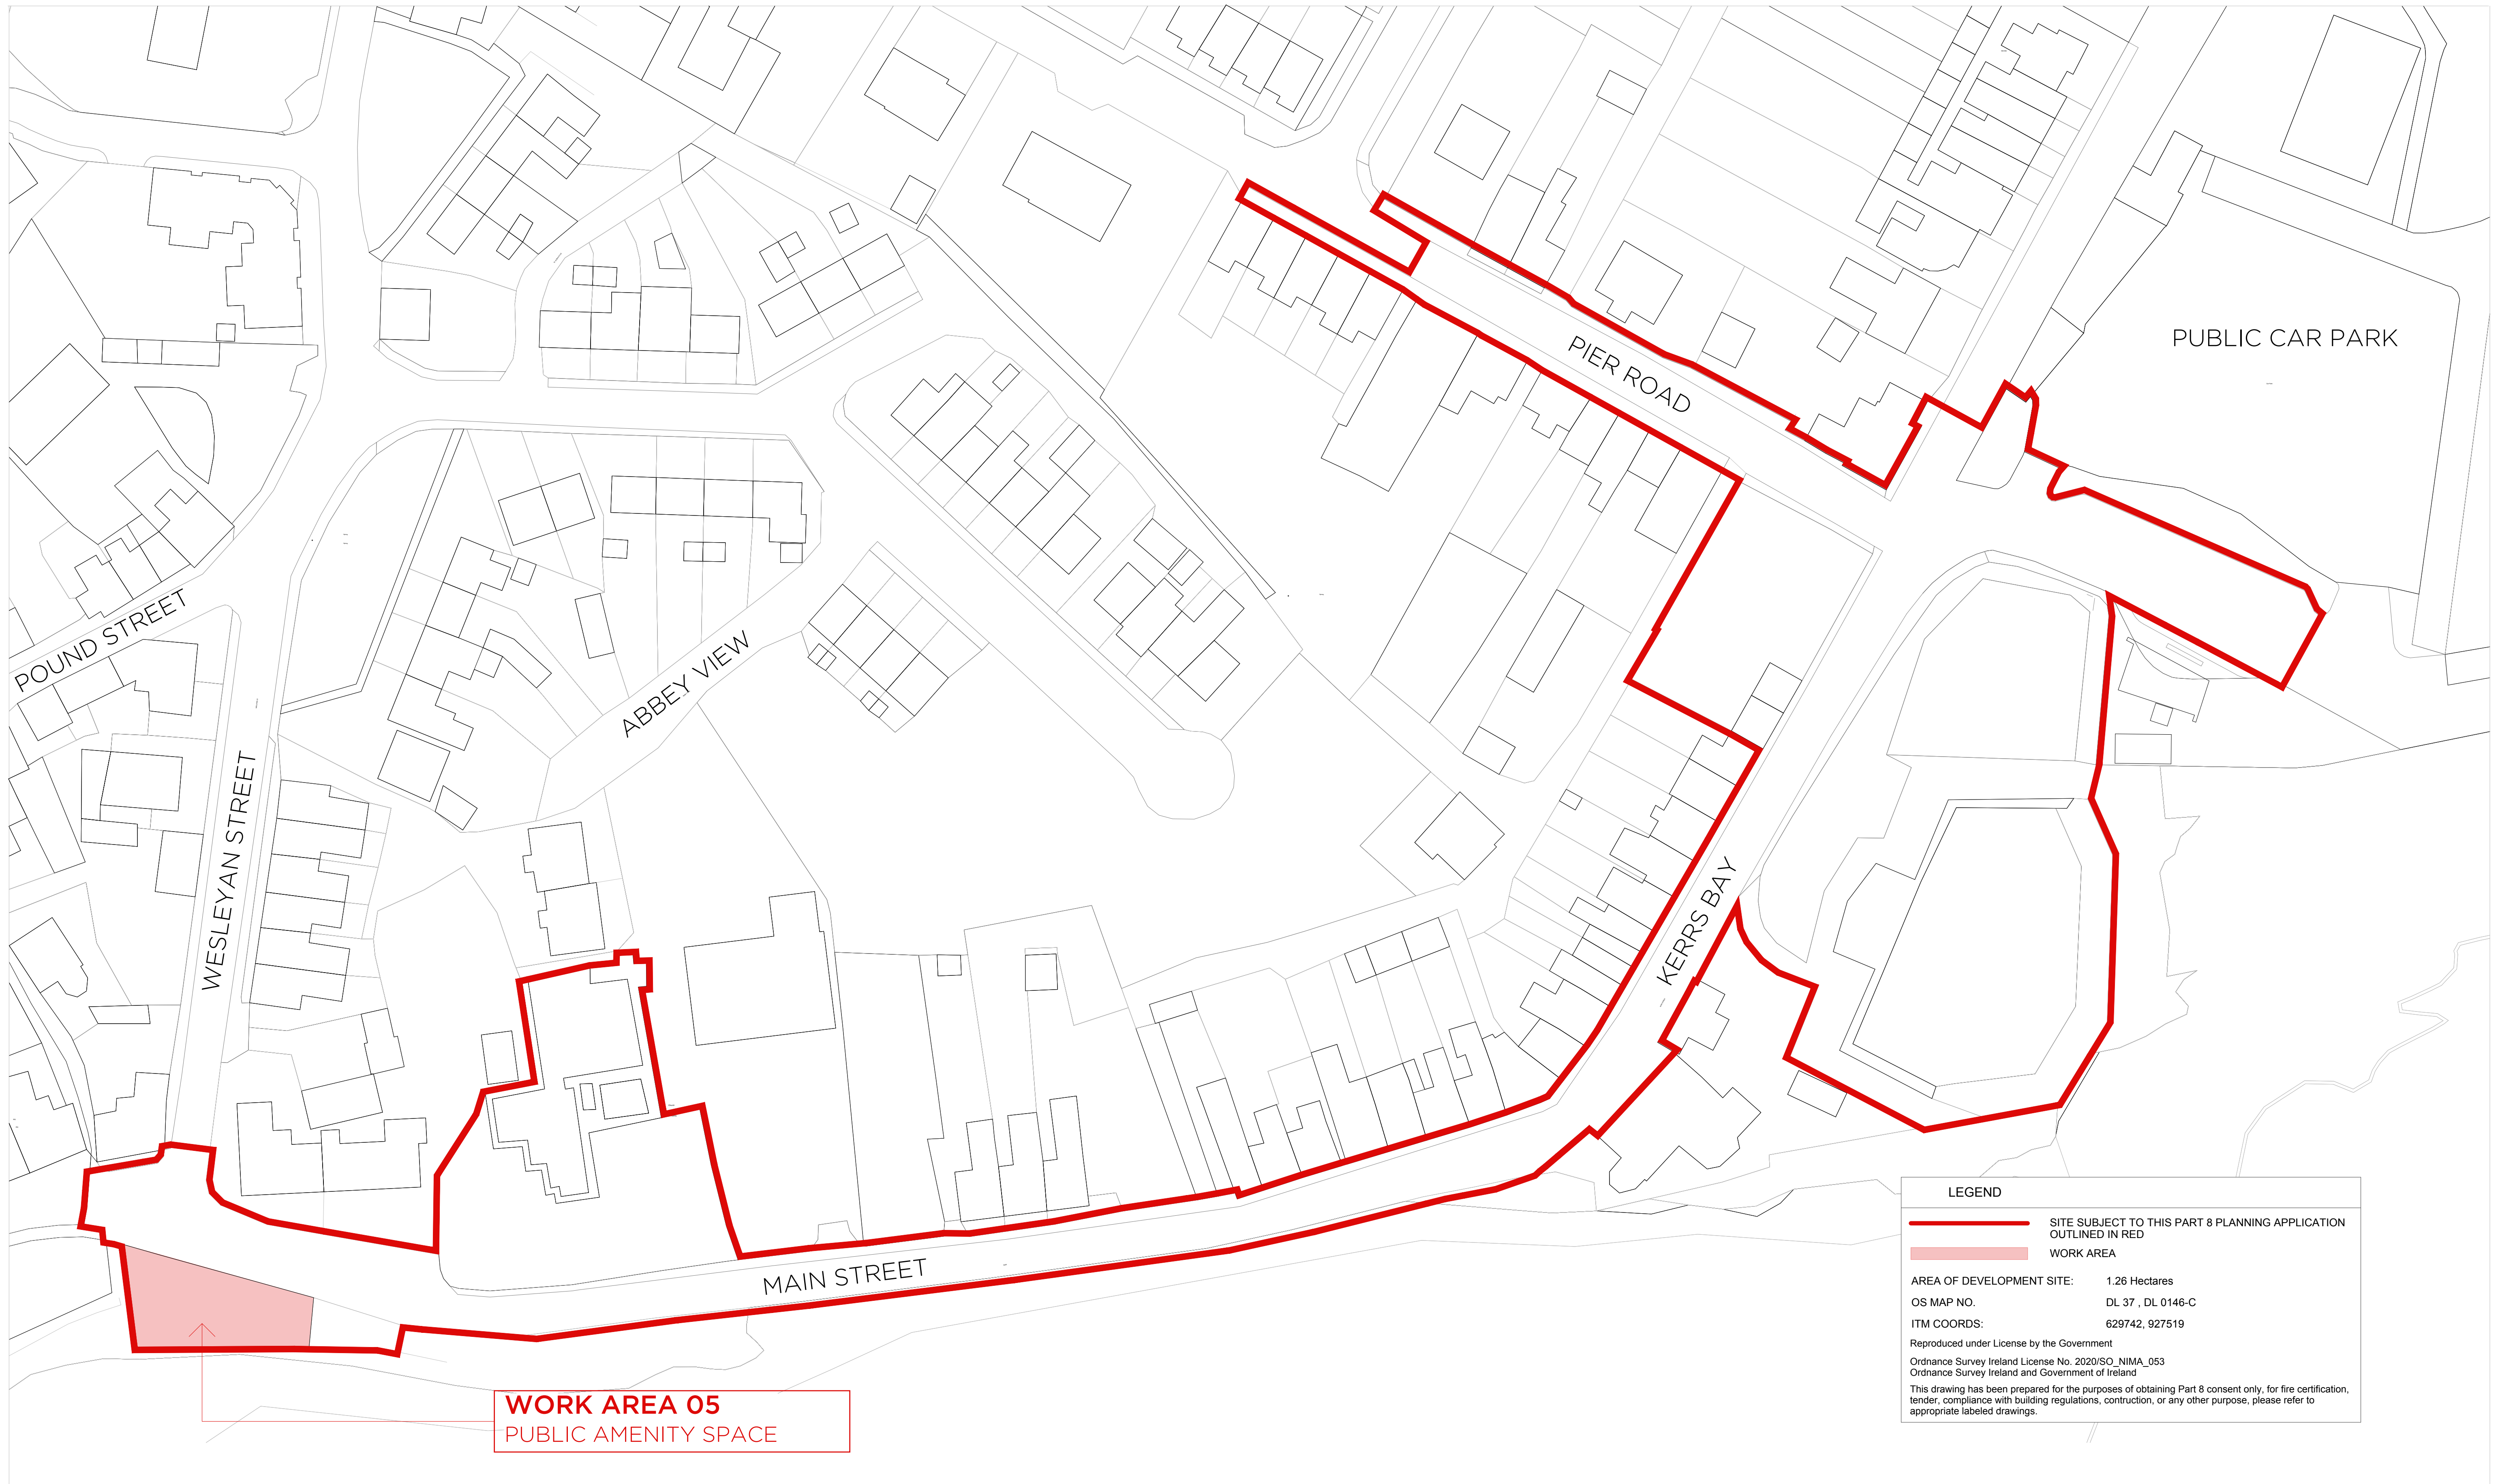 PUBLIC CAR PARK
PIER ROAD
POUND STREET
ABBEY VIEW
WESLEYAN STREET
KERRS BAY
MAIN STREET
WORK AREA 05
PUBLIC AMENITY SPACE
LEGEND
SITE SUBJECT TO THIS PART 8 PLANNING APPLICATION
OUTLINED IN RED
WORK AREA
AREA OF DEVELOPMENT SITE: 1.26 Hectares
OS MAP NO. DL 37 , DL 0146-C
ITM COORDS: 629742, 927519
Reproduced under License by the Government
Ordnance Survey Ireland License No. 2020/SO_NIMA_053
Ordnance Survey Ireland and Government of Ireland
This drawing has been prepared for the purposes of obtaining Part 8 consent only, for fire certification,
tender, compliance with building regulations, contruction, or any other purpose, please refer to
appropriate labeled drawings.